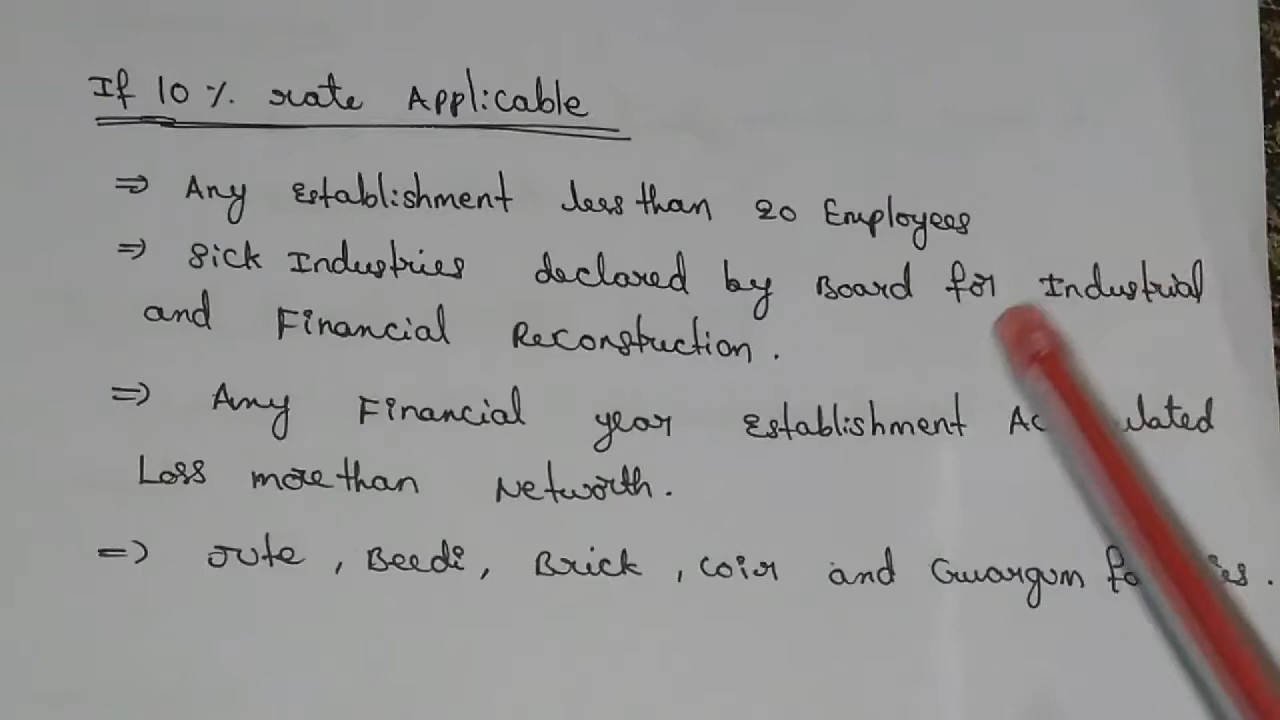 If 10 % rate Applicable
⇒ Any Establishment less than 20 Employees
⇒ Sick Industries declared by Board for Industrial
and Financial Reconstruction.
⇒ Any Financial year Establishment
Loss more than Networth.
⇒ Jute, Beedi, Brick, Coir and Guargum